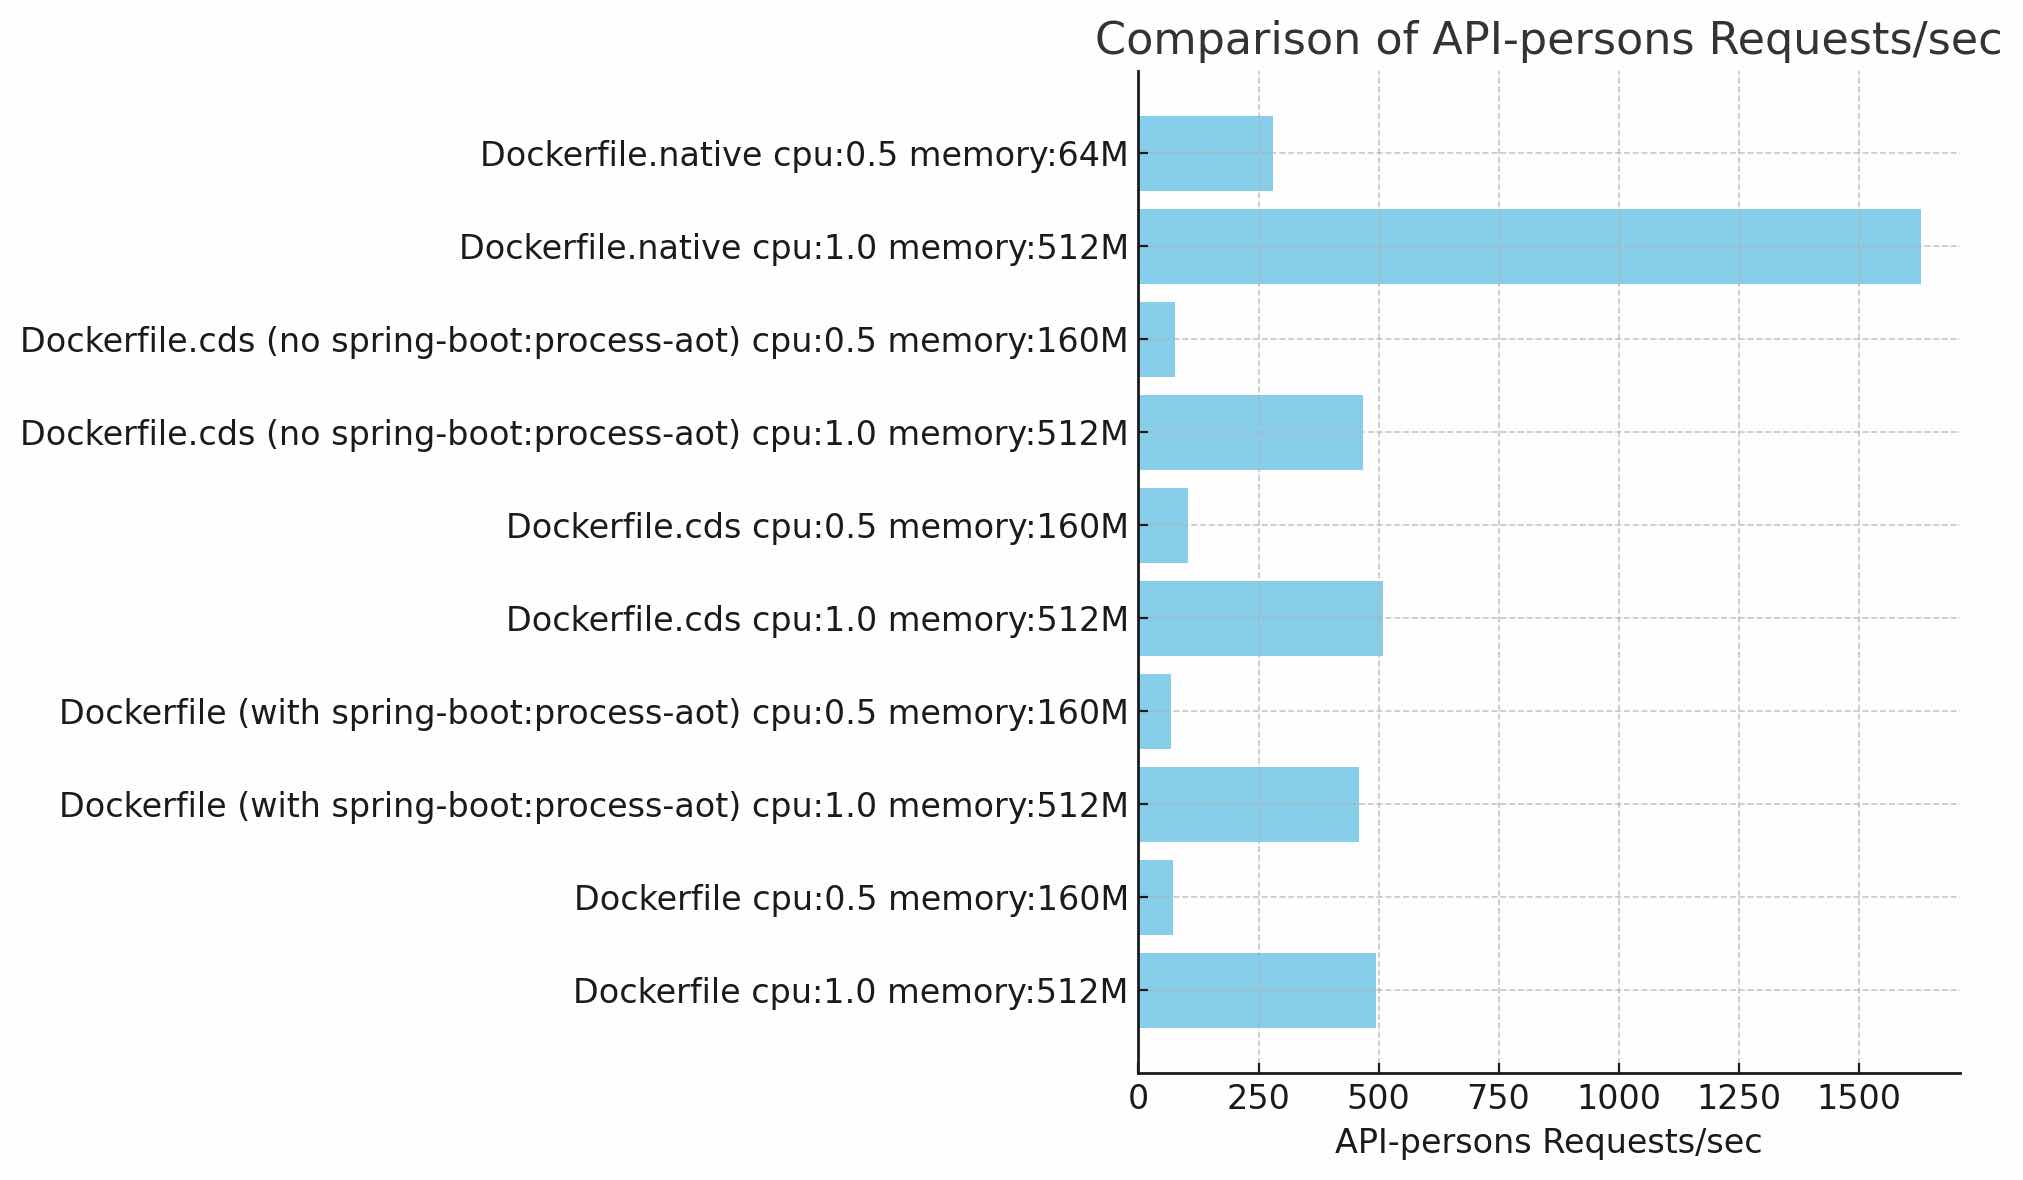 Comparison of API-persons Requests/sec
Dockerfile.native cpu:0.5 memory:64M
Dockerfile.native cpu:1.0 memory:512M
Dockerfile.cds (no spring-boot:process-aot) cpu:0.5 memory:160M
Dockerfile.cds (no spring-boot:process-aot) cpu:1.0 memory:512M
Dockerfile.cds cpu:0.5 memory:160M
Dockerfile.cds cpu:1.0 memory:512M
Dockerfile (with spring-boot:process-aot) cpu:0.5 memory:160M
Dockerfile (with spring-boot:process-aot) cpu:1.0 memory:512M
Dockerfile cpu:0.5 memory:160M
Dockerfile cpu:1.0 memory:512M
0 250 500 750 1000 1250 1500
API-persons Requests/sec